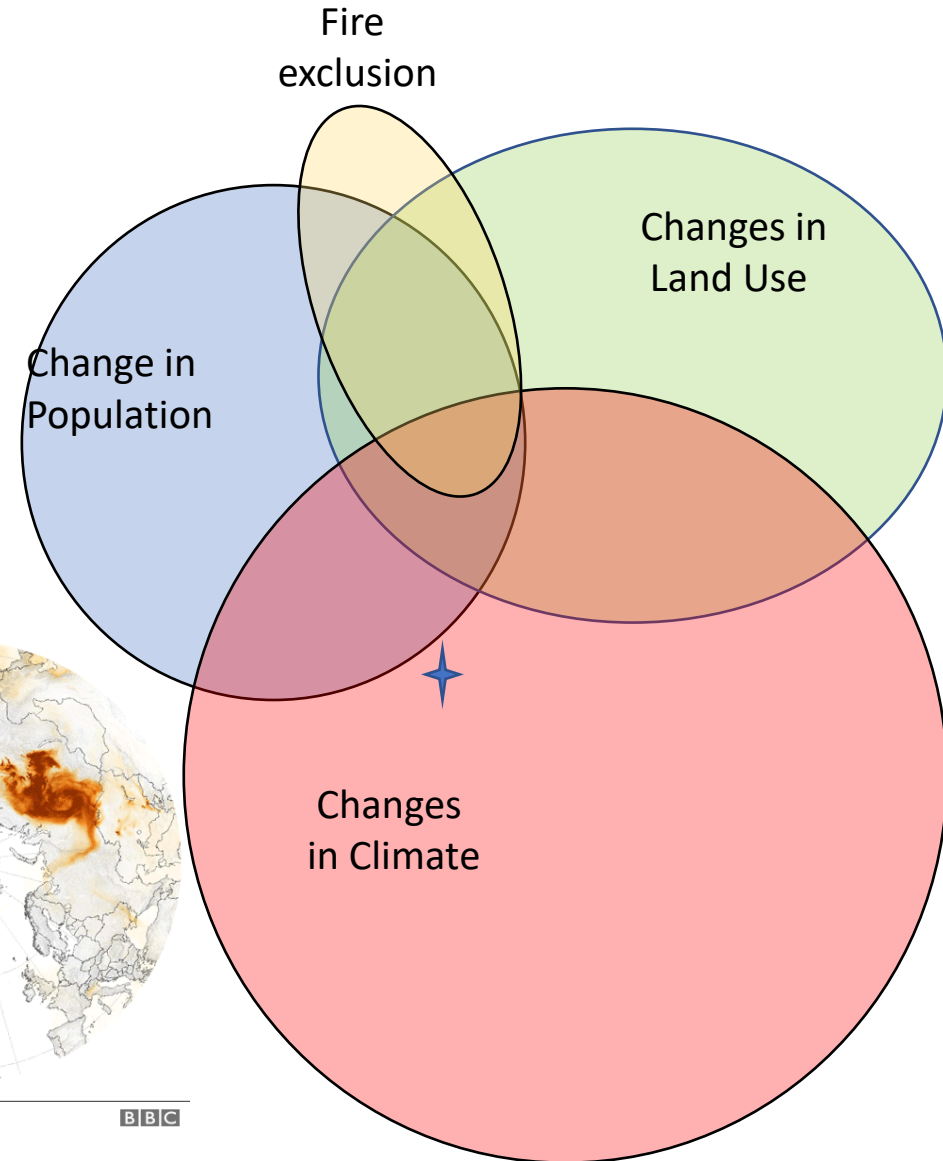 Fire
exclusion
Changes in
Land Use
Change in
Population
Changes
in Climate
BBC